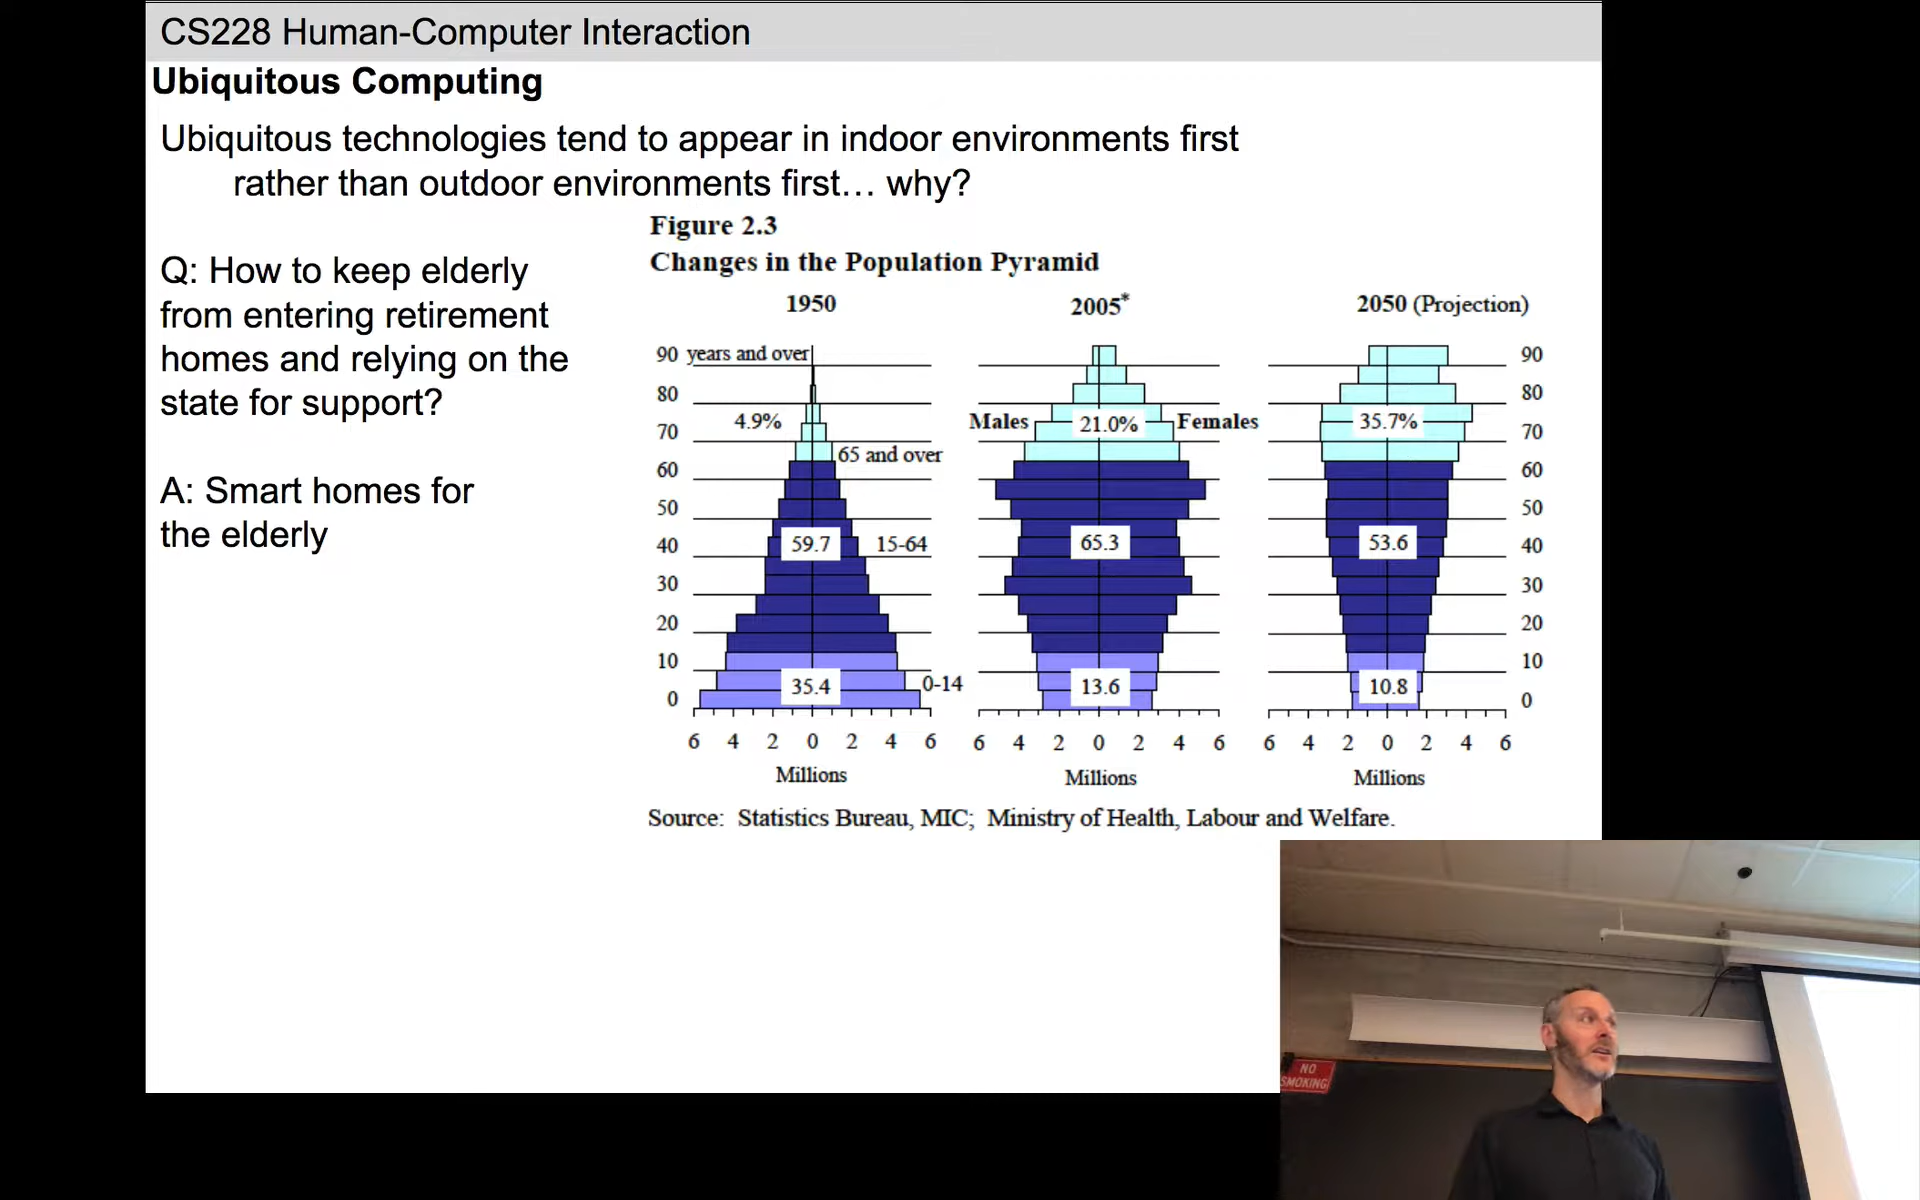 CS228 Human-Computer Interaction
Ubiquitous Computing
Ubiquitous technologies tend to appear in indoor environments first
rather than outdoor environments first… why?
Q: How to keep elderly
from entering retirement
homes and relying on the
state for support?
A: Smart homes for
the elderly
Figure 2.3
Changes in the Population Pyramid
1950 2005* 2050 (Projection)
90 years and over 90
80 80
4.9% Males 21.0% Females 35.7%
70 70
65 and over
60 60
50 50
59.7 15-64 65.3 53.6
40 40
30 30
20 20
10 10
35.4 0-14 13.6 10.8
0 0
6 4 2 0 2 4 6 6 4 2 0 2 4 6 6 4 2 0 2 4 6
Millions Millions Millions
Source: Statistics Bureau, MIC; Ministry of Health, Labour and Welfare.
NO
SMOKING